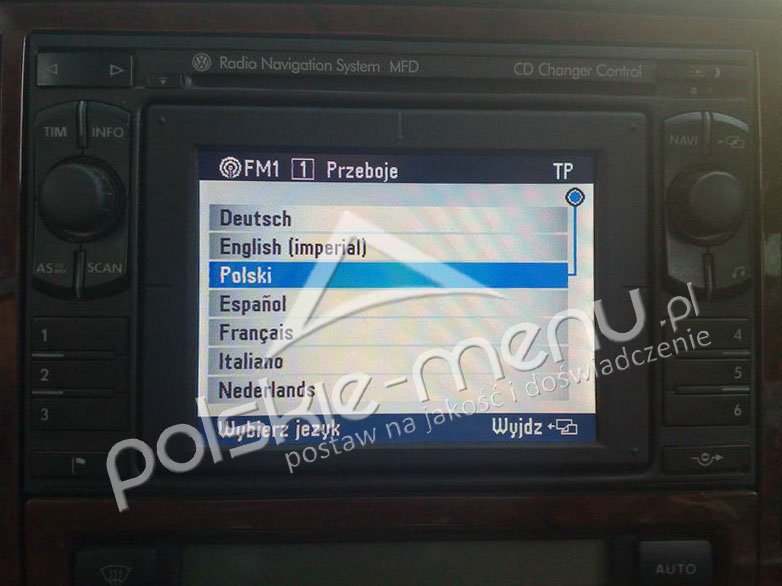 Radio Navigation System MFD CD Changer Control
TIM INFO
NAVI
FM1 1 Przeboje TP
Deutsch
English (imperial)
Polski
Español
Français
Italiano
Nederlands
Wybierz jezyk Wyjdz
AS SCAN
1
2
3
4
5
6
AUTO
polskie-menu.pl
postaw na jakość i doświadczenie